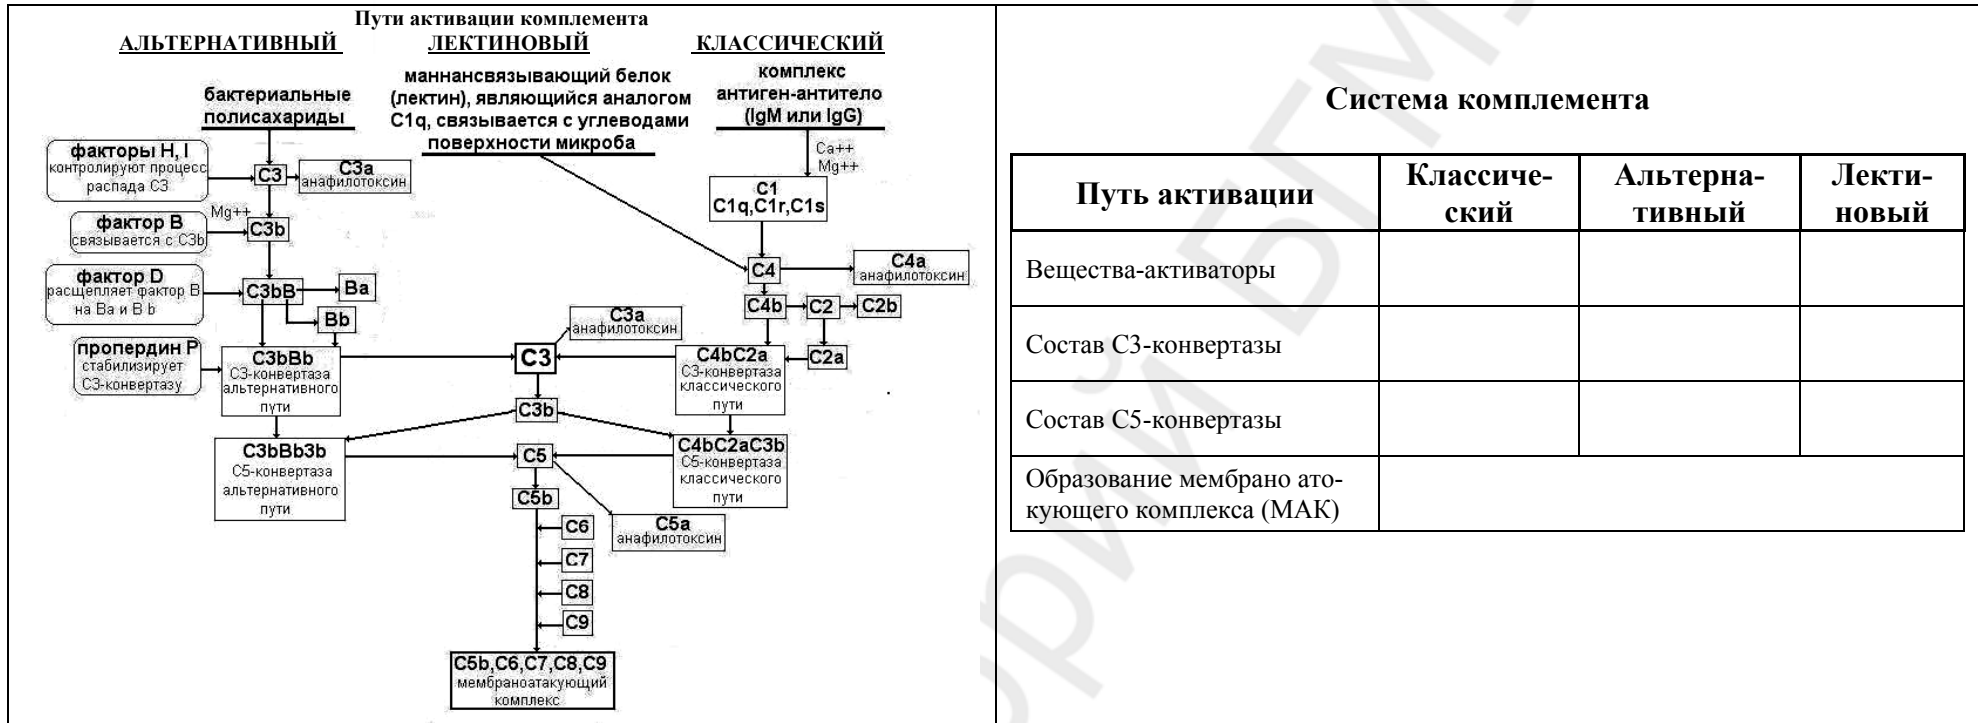 Пути активации комплемента
АЛЬТЕРНАТИВНЫЙ
ЛЕКТИНОВЫЙ
КЛАССИЧЕСКИЙ
бактериальные
полисахариды
маннансвязывающий белок
(лектин), являющийся аналогом
C1q, связывается с углеводами
поверхности микроба
комплекс
антиген-антитело
(IgM или IgG)
Ca++
Mg++
факторы H, I
контролируют процесс
распада C3
C3
C3a
анафилотоксин
C1
C1q,C1r,C1s
Mg++
фактор B
связывается с C3b
C3b
C4
C4a
анафилотоксин
фактор D
расщепляет фактор B
на Ba и B b
C3bB
Ba
Bb
C4b
C2
C2b
C3a
анафилотоксин
пропердин P
стабилизирует
C3-конвертазу
C3bBb
C3-конвертаза
альтернативного
пути
C3
C4bC2a
C3-конвертаза
классического
пути
C2a
C3b
C3bBb3b
C5-конвертаза
альтернативного
пути
C5
C4bC2aC3b
C5-конвертаза
классического
пути
C5b
C5a
анафилотоксин
C6
C7
C8
C9
C5b,C6,C7,C8,C9
мембраноатакующий
комплекс
Система комплемента
Путь активации
Классиче-
ский
Альтерна-
тивный
Лекти-
новый
Вещества-активаторы
Состав С3-конвертазы
Состав С5-конвертазы
Образование мембрано ато-
кующего комплекса (МАК)